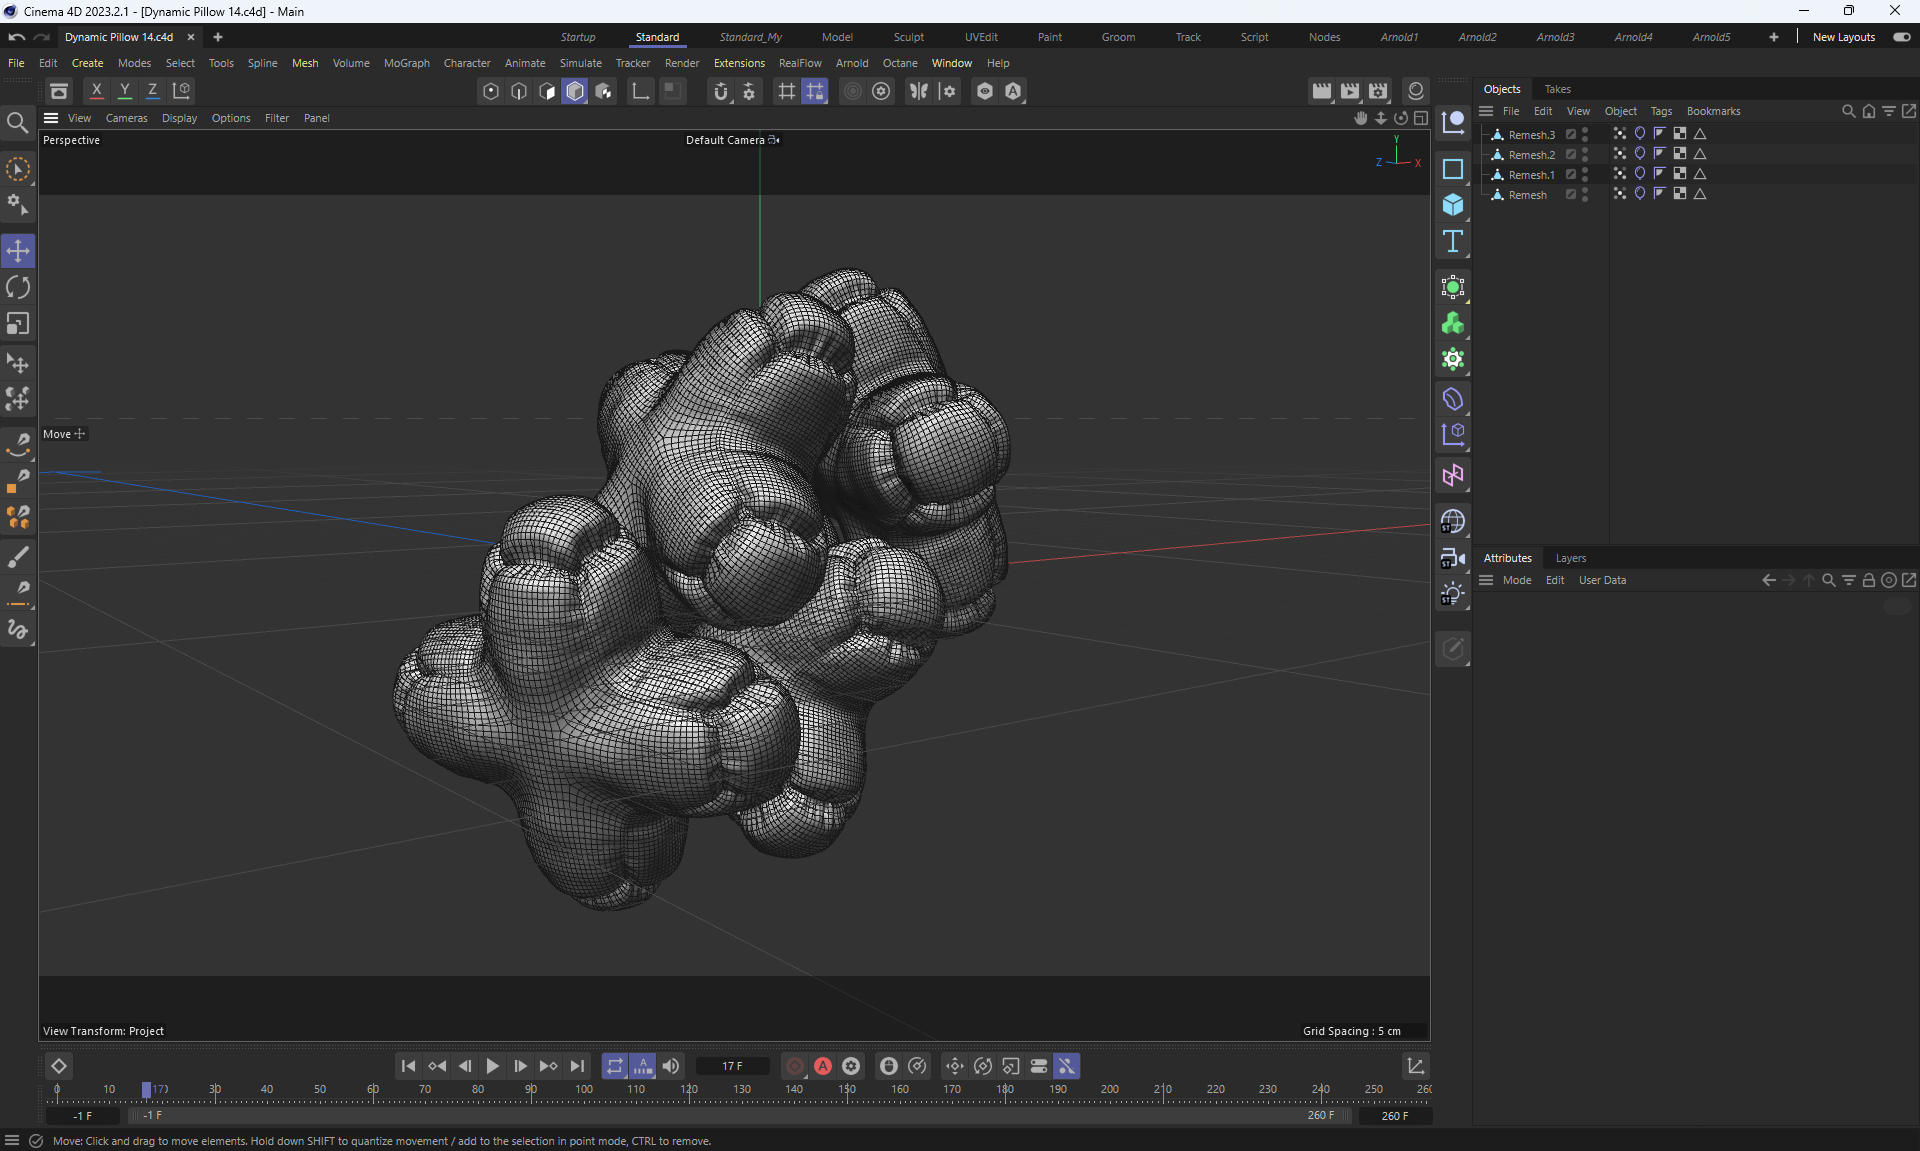 Cinema 4D 2023.2.1 - [Dynamic Pillow 14.c4d] - Main
Dynamic Pillow 14.c4d
Startup Standard Standard_My Model Sculpt UVEdit Paint Groom Track Script Nodes Arnold1 Arnold2 Arnold3 Arnold4 Arnold5 New Layouts
File Edit Create Modes Select Tools Spline Mesh Volume MoGraph Character Animate Simulate Tracker Render Extensions RealFlow Arnold Octane Window Help
X Y Z
View Cameras Display Options Filter Panel
Perspective
Default Camera
Y
Z X
Move
View Transform: Project
Grid Spacing : 5 cm
Objects Takes
File Edit View Object Tags Bookmarks
Remesh.3
Remesh.2
Remesh.1
Remesh
ST
ST
ST
Attributes Layers
Mode Edit User Data
17 F
0 10 17 30 40 50 60 70 80 90 100 110 120 130 140 150 160 170 180 190 200 210 220 230 240 250 26
-1 F -1 F 260 F 260 F
Move: Click and drag to move elements. Hold down SHIFT to quantize movement / add to the selection in point mode, CTRL to remove.